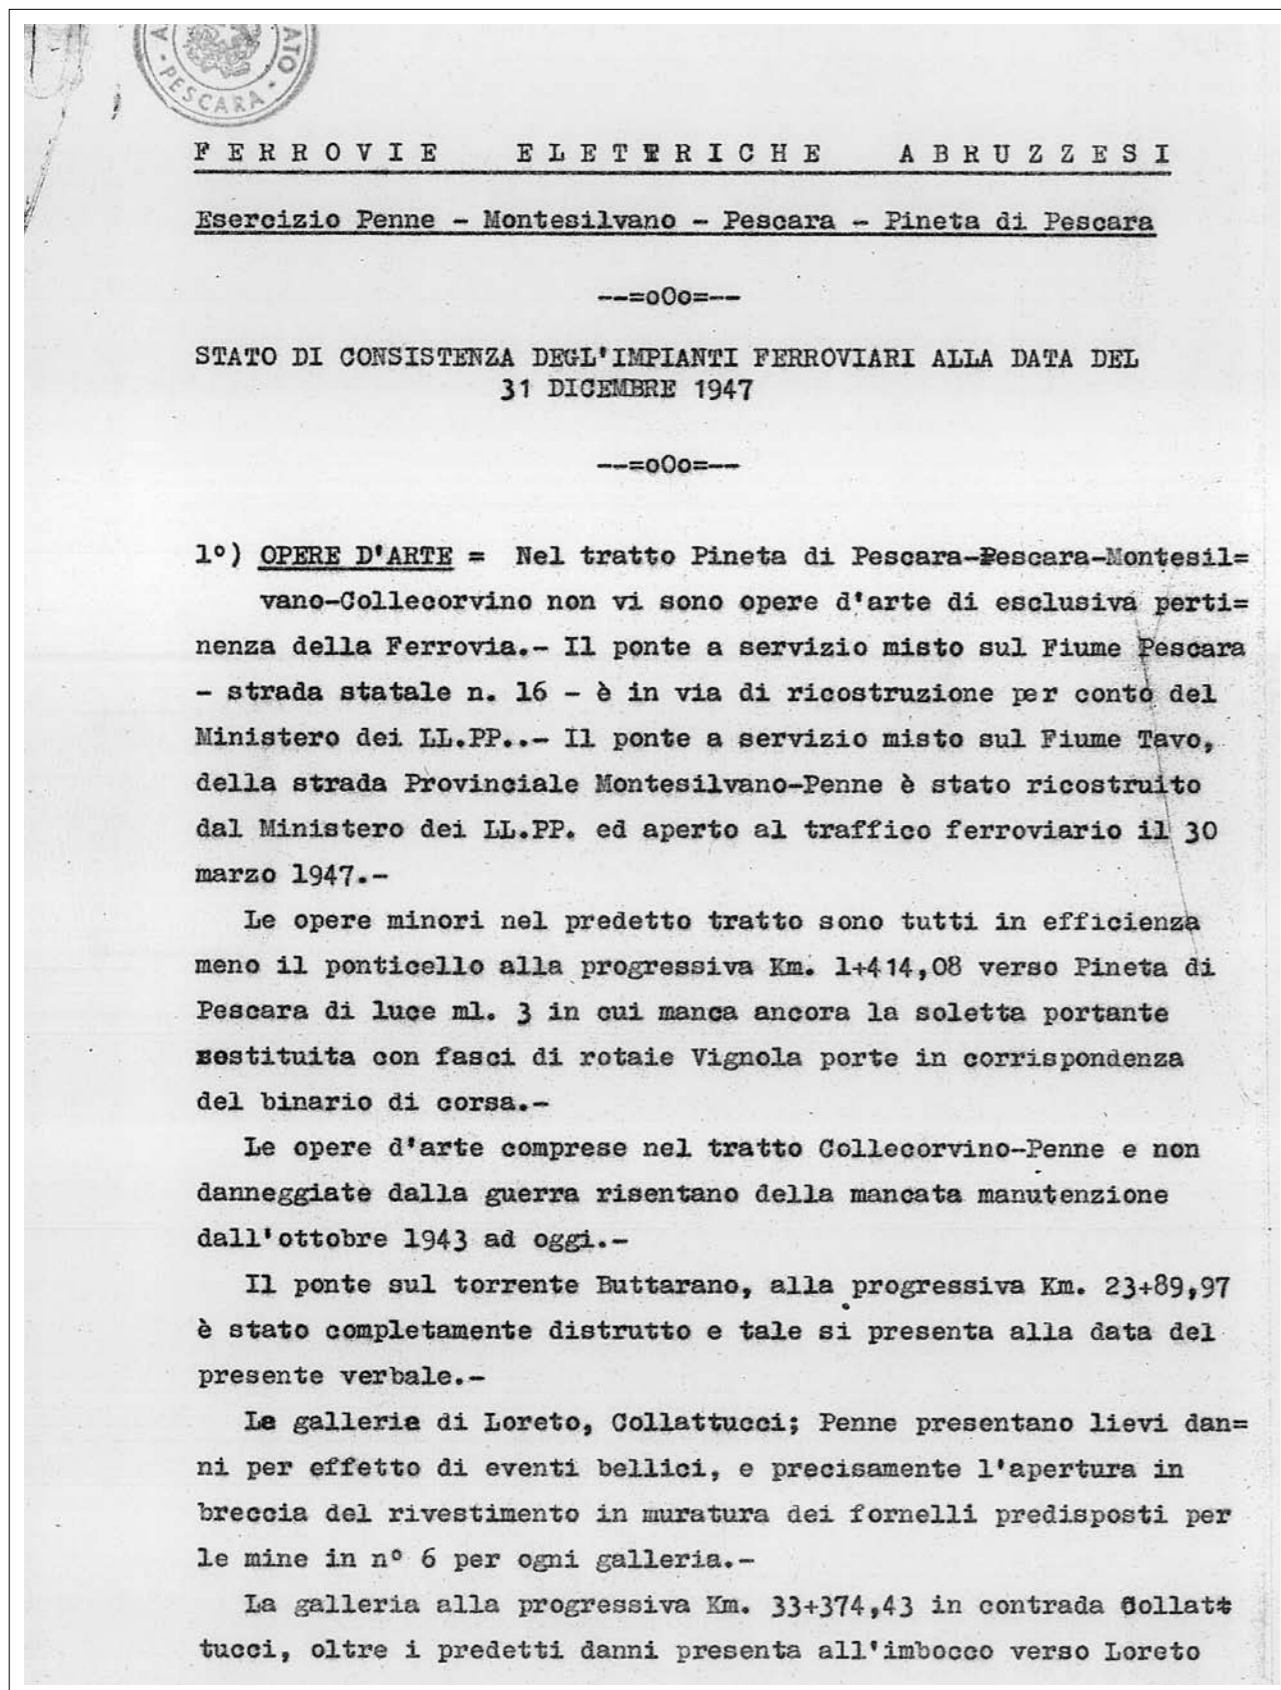 ATO
PESCARA
FERROVIE ELETTRICHE ABRUZZESI
Esercizio Penne - Montesilvano - Pescara - Pineta di Pescara
--=oOo=--
STATO DI CONSISTENZA DEGL'IMPIANTI FERROVIARI ALLA DATA DEL
31 DICEMBRE 1947
--=oOo=--
1°) OPERE D'ARTE = Nel tratto Pineta di Pescara-Pescara-Montesil=
vano-Collecorvino non vi sono opere d'arte di esclusiva perti=
nenza della Ferrovia.- Il ponte a servizio misto sul Fiume Pescara
- strada statale n. 16 - è in via di ricostruzione per conto del
Ministero dei LL.PP..- Il ponte a servizio misto sul Fiume Tavo,
della strada Provinciale Montesilvano-Penne è stato ricostruito
dal Ministero dei LL.PP. ed aperto al traffico ferroviario il 30
marzo 1947.-
Le opere minori nel predetto tratto sono tutti in efficienza
meno il ponticello alla progressiva Km. 1+414,08 verso Pineta di
Pescara di luce ml. 3 in cui manca ancora la soletta portante
sostituita con fasci di rotaie Vignola porte in corrispondenza
del binario di corsa.-
Le opere d'arte comprese nel tratto Collecorvino-Penne e non
danneggiate dalla guerra risentano della mancata manutenzione
dall'ottobre 1943 ad oggi.-
Il ponte sul torrente Buttarano, alla progressiva Km. 23+89,97
è stato completamente distrutto e tale si presenta alla data del
presente verbale.-
Le gallerie di Loreto, Collattucci; Penne presentano lievi dan=
ni per effetto di eventi bellici, e precisamente l'apertura in
breccia del rivestimento in muratura dei fornelli predisposti per
le mine in n° 6 per ogni galleria.-
La galleria alla progressiva Km. 33+374,43 in contrada Collat=
tucci, oltre i predetti danni presenta all'imbocco verso Loreto